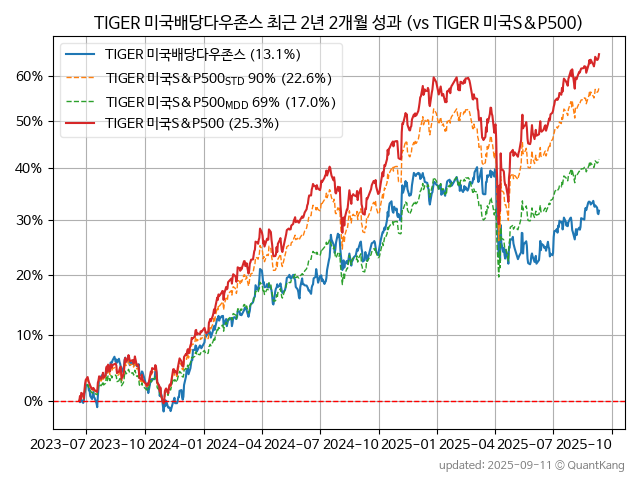 TIGER 미국배당다우존스 최근 2년 2개월 성과 (vs TIGER 미국S&P500)
TIGER 미국배당다우존스 (13.1%)
TIGER 미국S&P500STD 90% (22.6%)
TIGER 미국S&P500MDD 69% (17.0%)
TIGER 미국S&P500 (25.3%)
60%
50%
40%
30%
20%
10%
0%
2023-07 2023-10 2024-01 2024-04 2024-07 2024-10 2025-01 2025-04 2025-07 2025-10
updated: 2025-09-11 © QuantKang